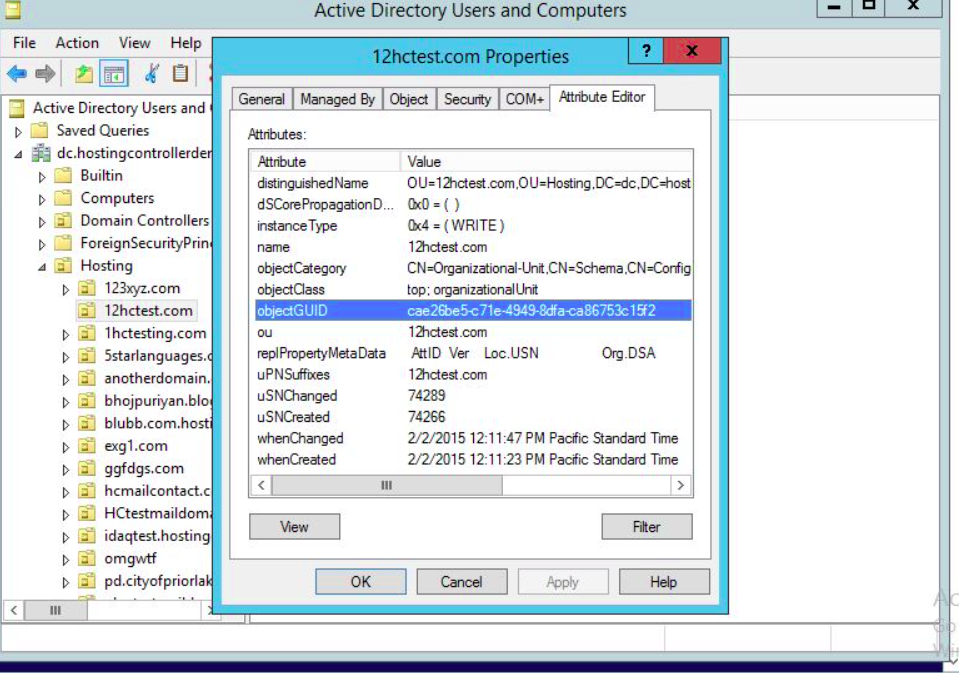 Active Directory Users and Computers
File Action View Help
12hctest.com Properties
General Managed By Object Security COM+ Attribute Editor
Active Directory Users and
Saved Queries
dc.hostingcontrollerder
Builtin
Computers
Domain Controllers
ForeignSecurityPrin
Hosting
123xyz.com
12hctest.com
1hctesting.com
5starlanguages.c
anotherdomain.
bhojpuriyan.blo
blubb.com.hosti
exg1.com
ggfdgs.com
hcmailcontact.c
HCtestmaildoma
idaqtest.hosting
omgwtf
pd.cityofpriorlak
Attributes:
Attribute Value
distinguishedName OU=12hctest.com,OU=Hosting,DC=dc,DC=host
dSCorePropagationD... 0x0 = ( )
instanceType 0x4 = ( WRITE )
name 12hctest.com
objectCategory CN=Organizational-Unit,CN=Schema,CN=Config
objectClass top; organizationalUnit
objectGUID cae26be5-c71e-4949-8dfa-ca86753c15f2
ou 12hctest.com
replPropertyMetaData AttID Ver Loc.USN Org.DSA
uPNSuffixes 12hctest.com
uSNChanged 74289
uSNCreated 74266
whenChanged 2/2/2015 12:11:47 PM Pacific Standard Time
whenCreated 2/2/2015 12:11:23 PM Pacific Standard Time
View Filter
OK Cancel Apply Help
Ac
Go
Win